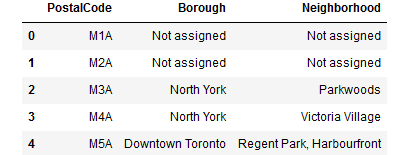 PostalCode Borough Neighborhood
0 M1A Not assigned Not assigned
1 M2A Not assigned Not assigned
2 M3A North York Parkwoods
3 M4A North York Victoria Village
4 M5A Downtown Toronto Regent Park, Harbourfront